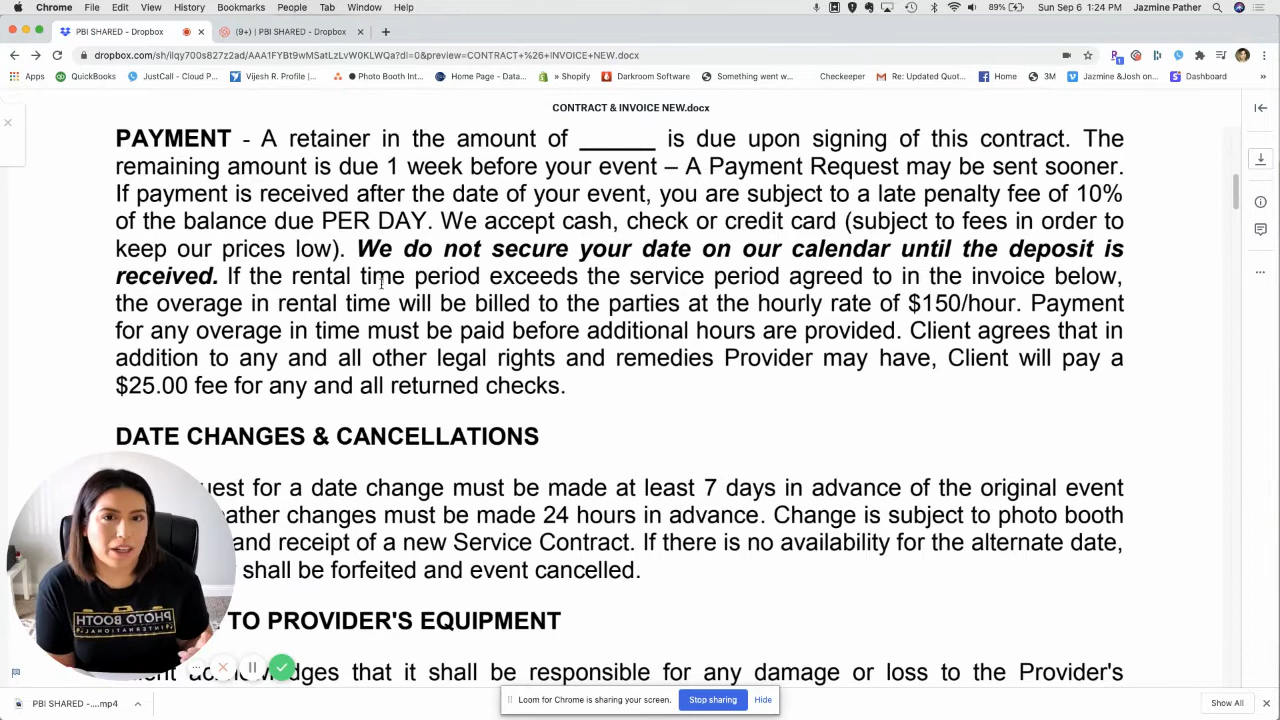 Chrome File Edit View History Bookmarks People Tab Window Help 89% Sun Sep 6 1:24 PM Jazmine Pather
PBI SHARED - Dropbox (9+) | PBI SHARED - Dropbox
dropbox.com/sh/ilqy700s827z2ad/AAA1FYBt9wMSatLzLvW0KLWQa?dl=0&preview=CONTRACT+%26+INVOICE+NEW.docx
Apps QuickBooks JustCall - Cloud P... Vijesh R. Profile |... Photo Booth Int... Home Page - Data... » Shopify Darkroom Software Something went w... Checkeeper Re: Updated Quot... Home 3M Jazmine &Josh on... Dashboard
CONTRACT & INVOICE NEW.docx
PAYMENT - A retainer in the amount of ______ is due upon signing of this contract. The
remaining amount is due 1 week before your event – A Payment Request may be sent sooner.
If payment is received after the date of your event, you are subject to a late penalty fee of 10%
of the balance due PER DAY. We accept cash, check or credit card (subject to fees in order to
keep our prices low). We do not secure your date on our calendar until the deposit is
received. If the rental time period exceeds the service period agreed to in the invoice below,
the overage in rental time will be billed to the parties at the hourly rate of $150/hour. Payment
for any overage in time must be paid before additional hours are provided. Client agrees that in
addition to any and all other legal rights and remedies Provider may have, Client will pay a
$25.00 fee for any and all returned checks.
DATE CHANGES & CANCELLATIONS
uest for a date change must be made at least 7 days in advance of the original event
eather changes must be made 24 hours in advance. Change is subject to photo booth
and receipt of a new Service Contract. If there is no availability for the alternate date,
shall be forfeited and event cancelled.
TO PROVIDER'S EQUIPMENT
PHOTO BOOTH
INTERNATIONAL
acknowledges that it shall be responsible for any damage or loss to the Provider's
Loom for Chrome is sharing your screen. Stop sharing Hide
PBI SHARED -....mp4 Show All